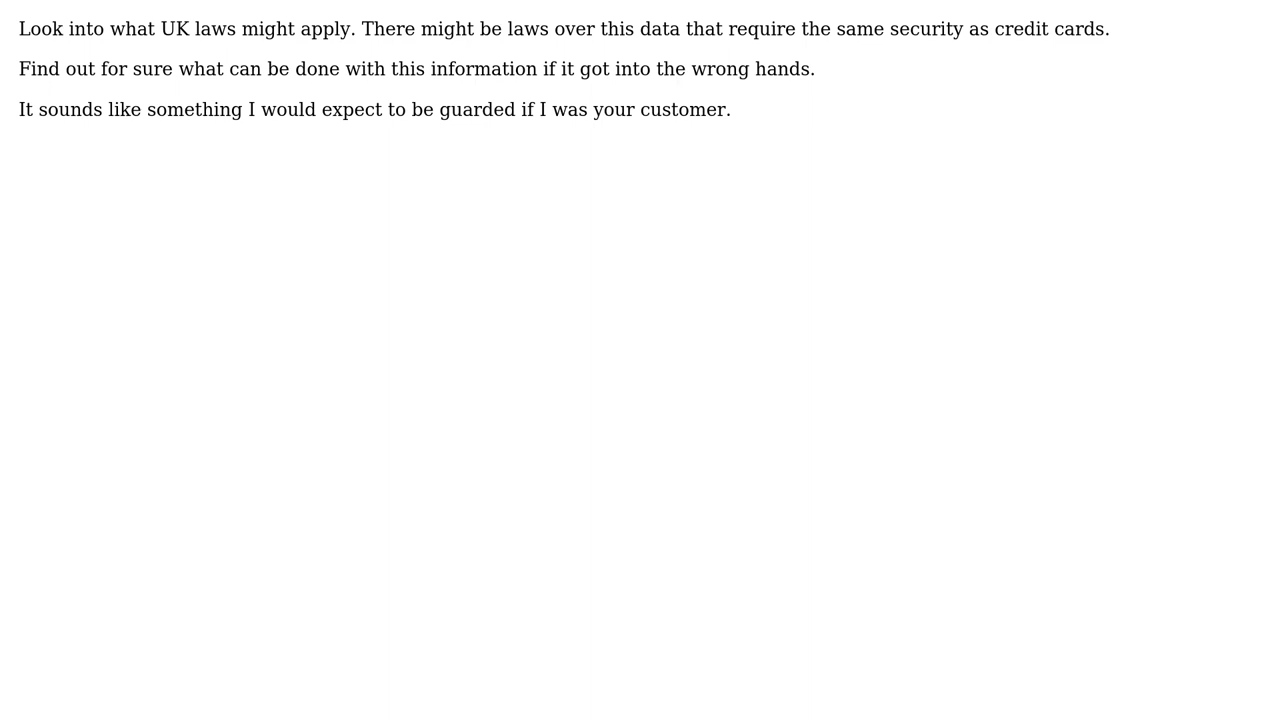 Look into what UK laws might apply. There might be laws over this data that require the same security as credit cards.
Find out for sure what can be done with this information if it got into the wrong hands.
It sounds like something I would expect to be guarded if I was your customer.